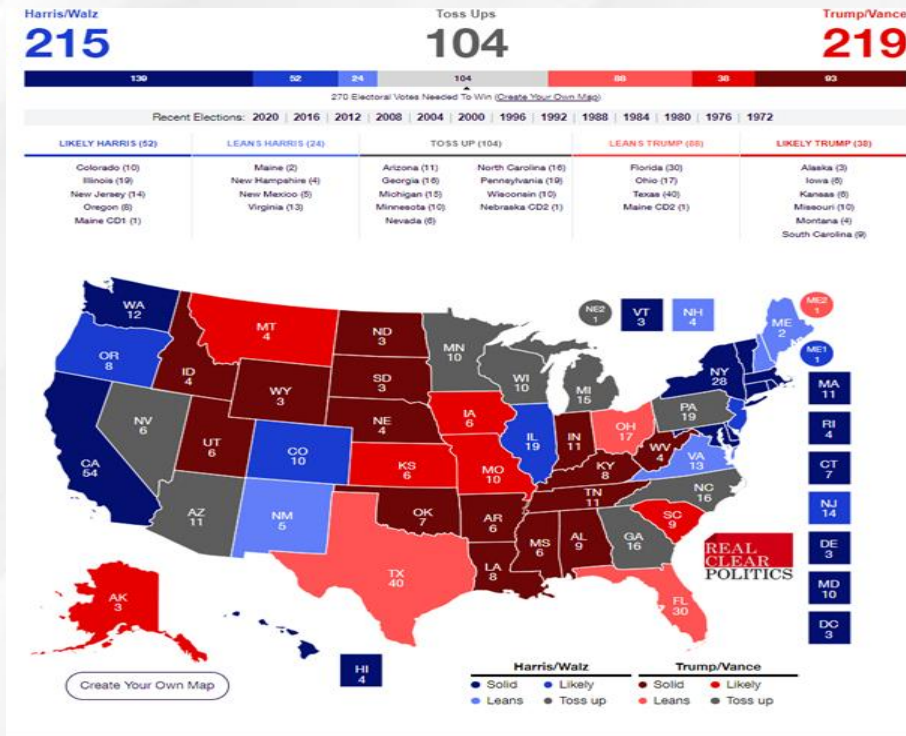 Harris/Walz Toss Ups Trump/Vance
215 104 219
139 52 24 104 88 38 93
270 Electoral Votes Needed To Win (Create Your Own Map)
Recent Elections: 2020 | 2016 | 2012 | 2008 | 2004 | 2000 | 1996 | 1992 | 1988 | 1984 | 1980 | 1976 | 1972
LIKELY HARRIS (52) LEANS HARRIS (24) TOSS UP (104) LEANS TRUMP (88) LIKELY TRUMP (38)
Colorado (10) Maine (2) Arizona (11) North Carolina (16) Florida (30) Alaska (3)
Illinois (19) New Hampshire (4) Georgia (16) Pennsylvania (19) Ohio (17) Iowa (6)
New Jersey (14) New Mexico (5) Michigan (15) Wisconsin (10) Texas (40) Kansas (6)
Oregon (8) Virginia (13) Minnesota (10) Nebraska CD2 (1) Maine CD2 (1) Missouri (10)
Maine CD1 (1) Nevada (6) Montana (4)
South Carolina (9)
WA
12
MT
4
ND
3
MN
10
NE2
1
VT
3
NH
4
ME2
1
ME
2
ME1
1
OR
8
ID
4
WY
3
SD
3
WI
10
MI
15
NY
28
MA
11
NV
6
UT
6
CO
10
NE
4
IA
6
IL
19
IN
11
OH
17
PA
19
RI
4
CA
54
KS
6
MO
10
KY
8
WV
4
VA
13
CT
7
AZ
11
NM
5
OK
7
AR
6
TN
11
NC
16
NJ
14
TX
40
LA
8
MS
6
AL
9
GA
16
SC
9
DE
3
REAL
CLEAR
POLITICS
AK
3
FL
30
MD
10
DC
3
HI
4
Create Your Own Map
Harris/Walz Trump/Vance
Solid Likely Solid Likely
Leans Toss up Leans Toss up